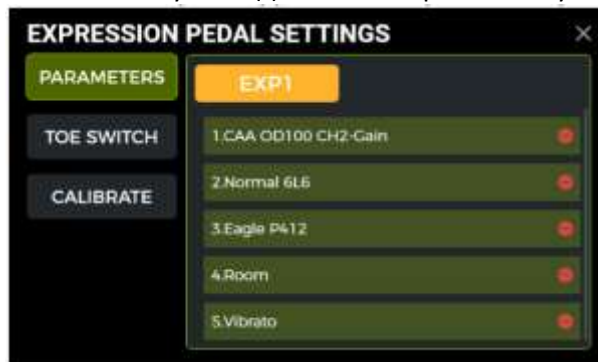 EXPRESSION PEDAL SETTINGS
PARAMETERS
EXP1
TOE SWITCH
CALIBRATE
1.CAA OD100 CH2-Gain
2.Normal 6L6
3.Eagle P412
4.Room
5.Vibrato